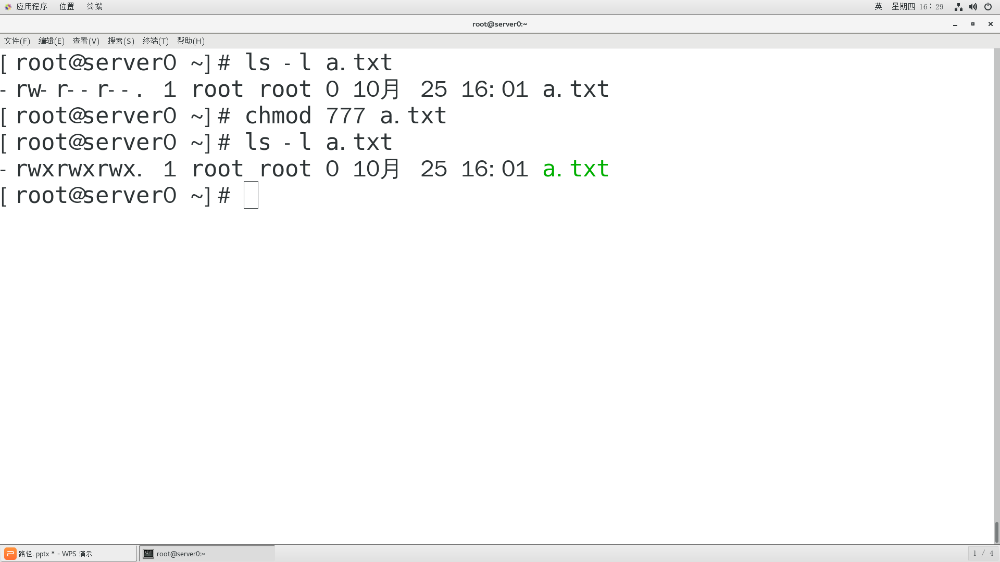 应用程序 位置 终端 英 星期四 16：29
root@server0:~
文件(F) 编辑(E) 查看(V) 搜索(S) 终端(T) 帮助(H)
[root@server0 ~]# ls -l a.txt
-rw-r--r--. 1 root root 0 10月 25 16:01 a.txt
[root@server0 ~]# chmod 777 a.txt
[root@server0 ~]# ls -l a.txt
-rwxrwxrwx. 1 root root 0 10月 25 16:01 a.txt
[root@server0 ~]#
路径.pptx * - WPS 演示 root@server0:~ 1 / 4